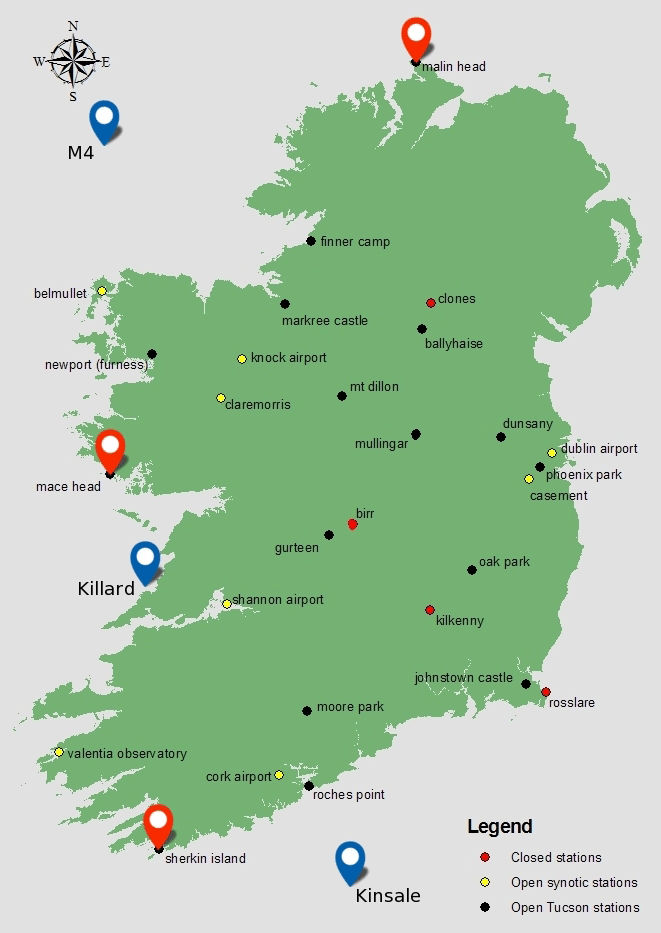 N
W E
S
malin head
M4
finner camp
belmullet
clones
markree castle
ballyhaise
knock airport
newport (furness)
mt dillon
claremorris
dunsany
mullingar
dublin airport
phoenix park
mace head
casement
birr
gurteen
oak park
Killard
shannon airport
kilkenny
johnstown castle
rosslare
moore park
valentia observatory
cork airport
roches point
sherkin island
Kinsale
Legend
Closed stations
Open synotic stations
Open Tucson stations